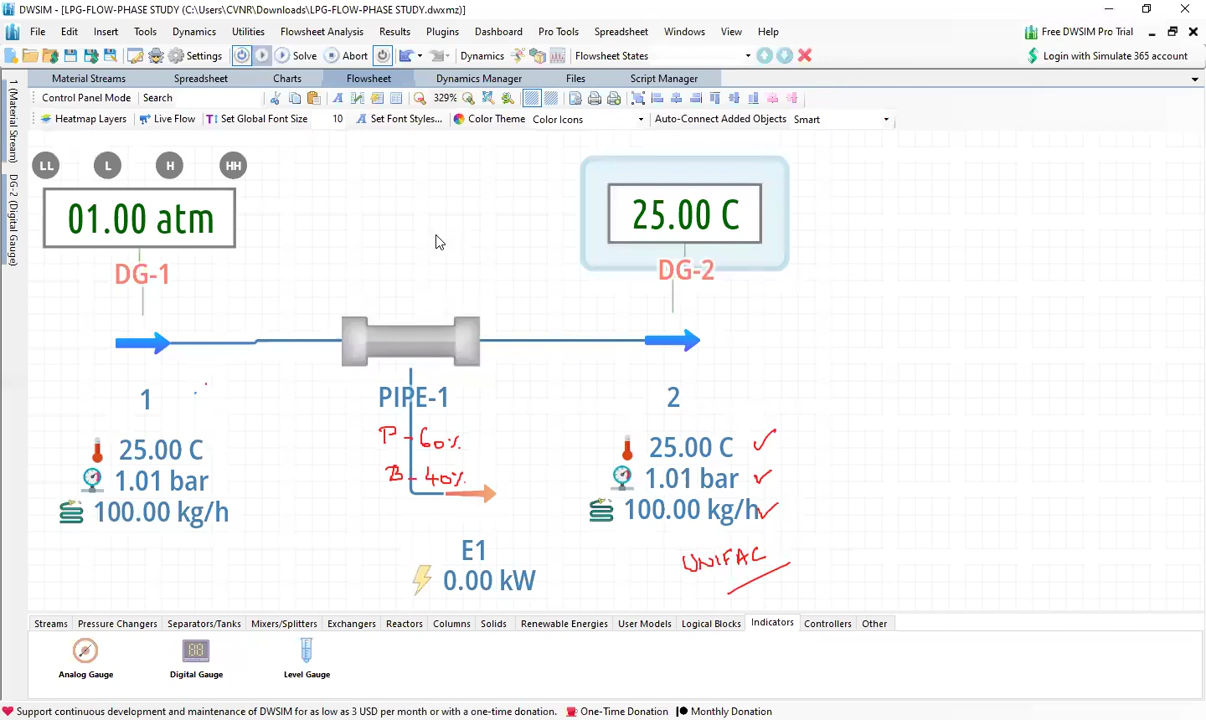 DWSIM - [LPG-FLOW-PHASE STUDY (C:\Users\CVNR\Downloads\LPG-FLOW-PHASE STUDY.dwxmz)]
File Edit Insert Tools Dynamics Utilities Flowsheet Analysis Results Plugins Dashboard Pro Tools Spreadsheet Windows View Help Free DWSIM Pro Trial
Settings Solve Abort Dynamics Flowsheet States Login with Simulate 365 account
Material Streams Spreadsheet Charts Flowsheet Dynamics Manager Files Script Manager
Control Panel Mode Search 329%
Heatmap Layers Live Flow Set Global Font Size 10 Set Font Styles... Color Theme Color Icons Auto-Connect Added Objects Smart
1 (Material Stream)
DG-2 (Digital Gauge)
LL L H HH
01.00 atm
25.00 C
DG-1
DG-2
1
PIPE-1
2
P - 60%
B - 40%
25.00 C
1.01 bar
100.00 kg/h
25.00 C
1.01 bar
100.00 kg/h
E1
0.00 kW
UNIFAC
Streams Pressure Changers Separators/Tanks Mixers/Splitters Exchangers Reactors Columns Solids Renewable Energies User Models Logical Blocks Indicators Controllers Other
Analog Gauge Digital Gauge Level Gauge
Support continuous development and maintenance of DWSIM for as low as 3 USD per month or with a one-time donation. One-Time Donation Monthly Donation